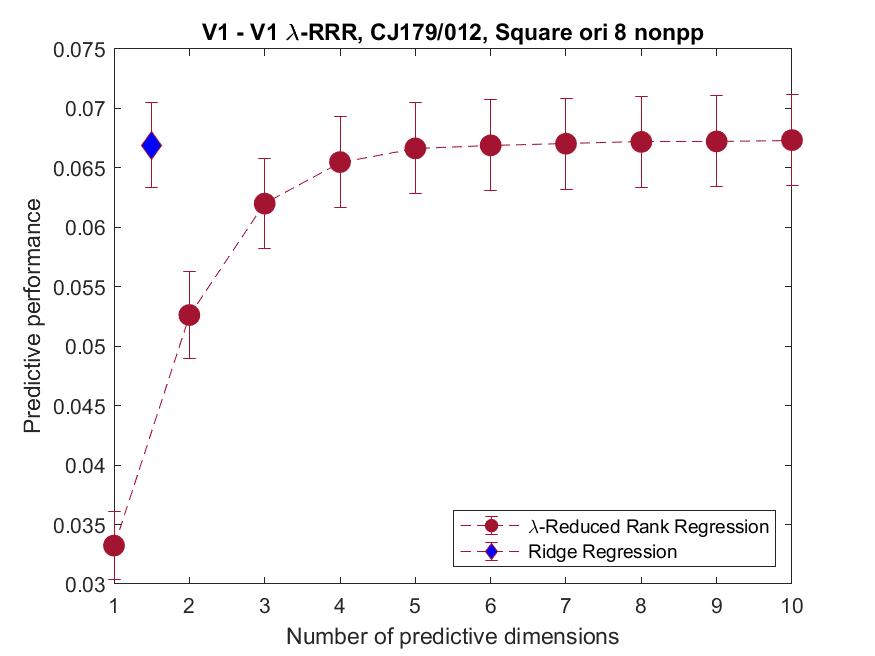 V1 - V1 λ-RRR, CJ179/012, Square ori 8 nonpp
0.075
0.07
0.065
0.06
0.055
0.05
0.045
0.04
0.035
0.03
Predictive performance
1 2 3 4 5 6 7 8 9 10
Number of predictive dimensions
λ-Reduced Rank Regression
Ridge Regression